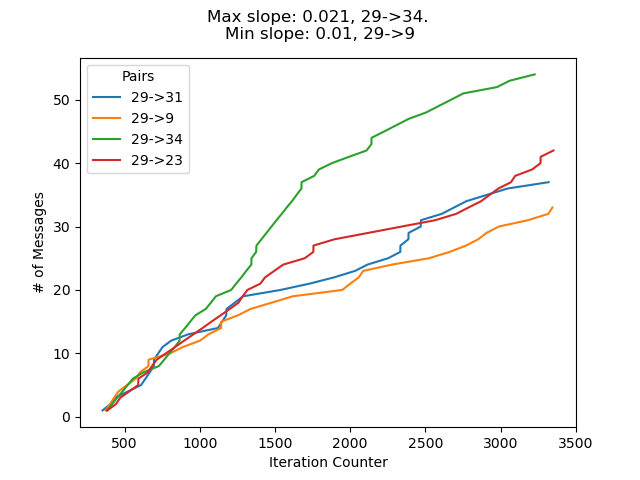 Max slope: 0.021, 29->34.
Min slope: 0.01, 29->9
Pairs
29->31
29->9
29->34
29->23
# of Messages
50
40
30
20
10
0
500 1000 1500 2000 2500 3000 3500
Iteration Counter